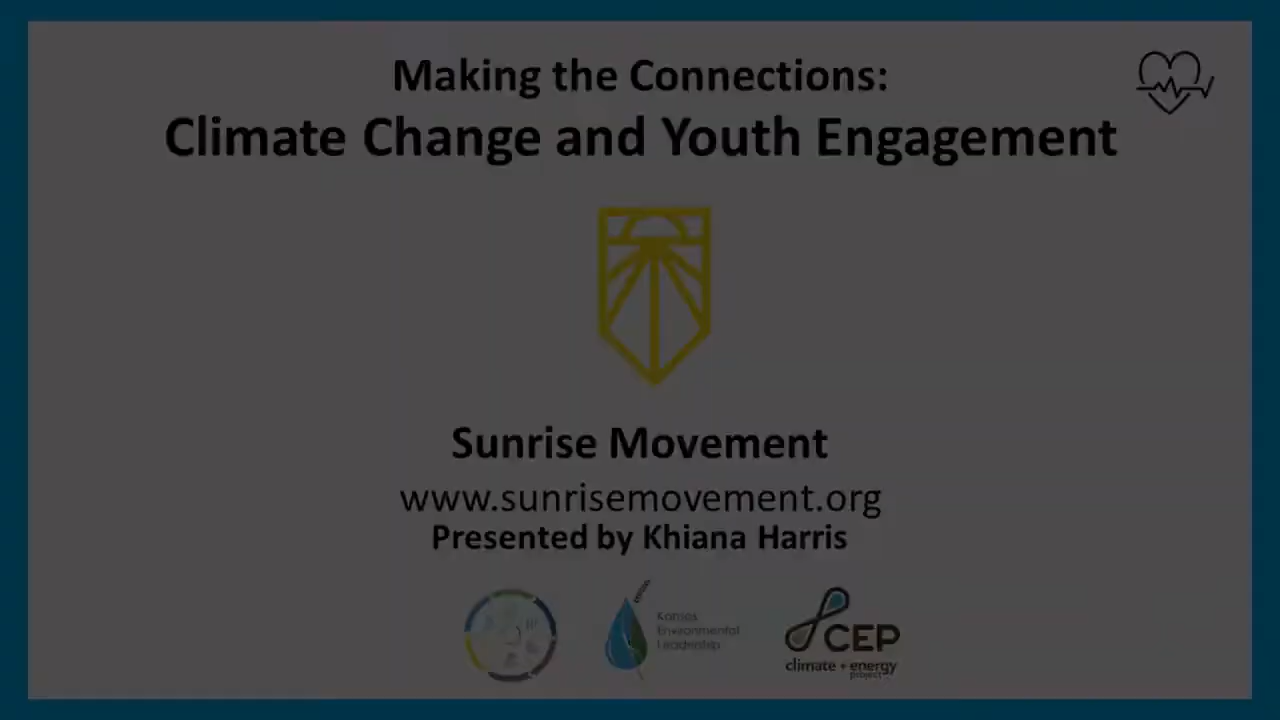 Making the Connections:
Climate Change and Youth Engagement
Sunrise Movement
www.sunrisemovement.org
Presented by Khiana Harris
Kansas
Environmental
Leadership
CEP
climate + energy
project